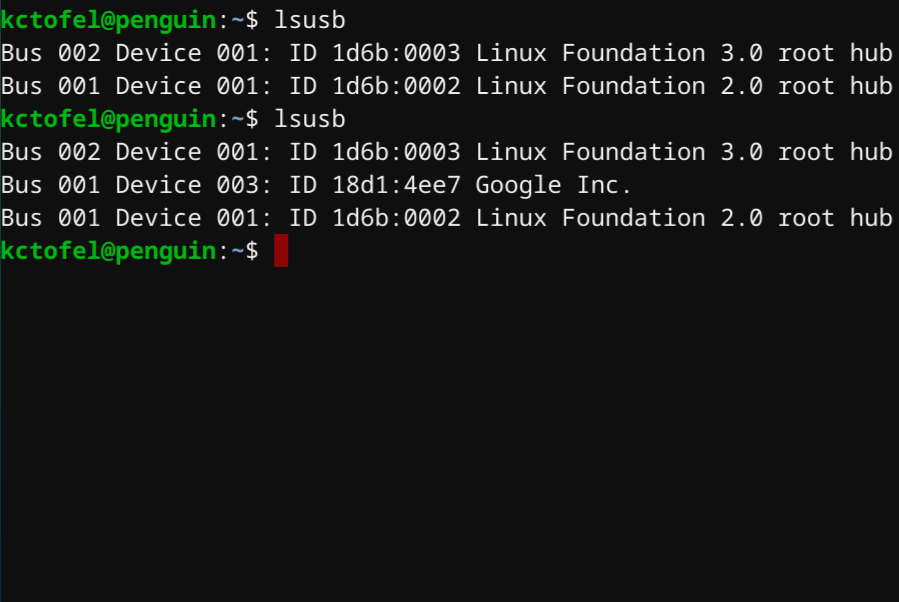 kctofel@penguin:~$ lsusb
Bus 002 Device 001: ID 1d6b:0003 Linux Foundation 3.0 root hub
Bus 001 Device 001: ID 1d6b:0002 Linux Foundation 2.0 root hub
kctofel@penguin:~$ lsusb
Bus 002 Device 001: ID 1d6b:0003 Linux Foundation 3.0 root hub
Bus 001 Device 003: ID 18d1:4ee7 Google Inc.
Bus 001 Device 001: ID 1d6b:0002 Linux Foundation 2.0 root hub
kctofel@penguin:~$